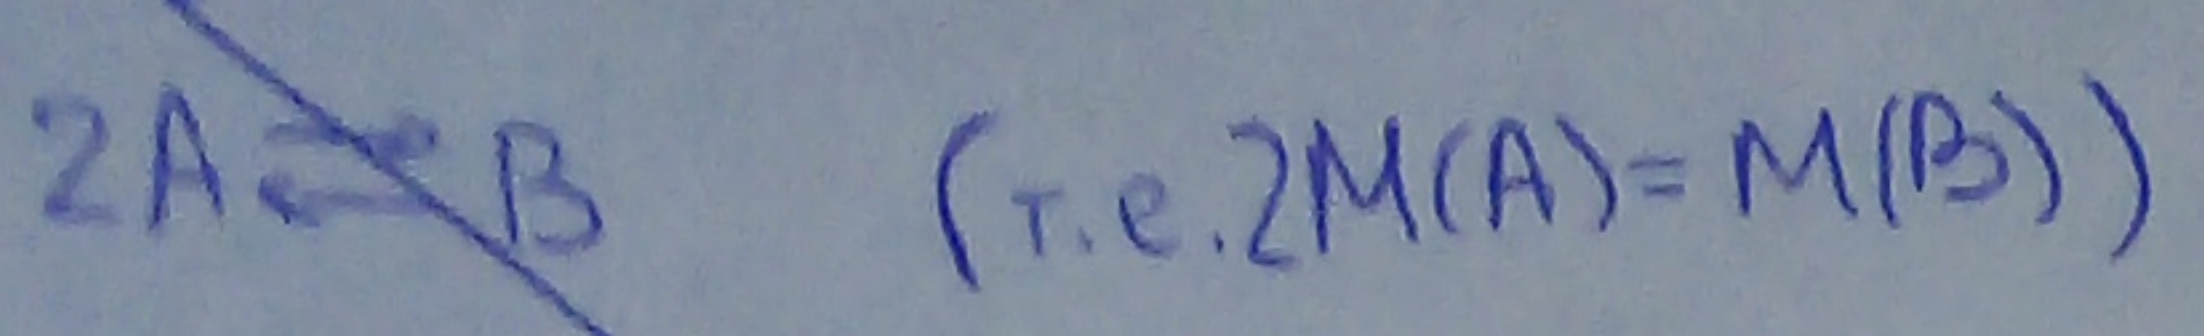 2A ⇌ B (т.е. 2M(A) = M(B))